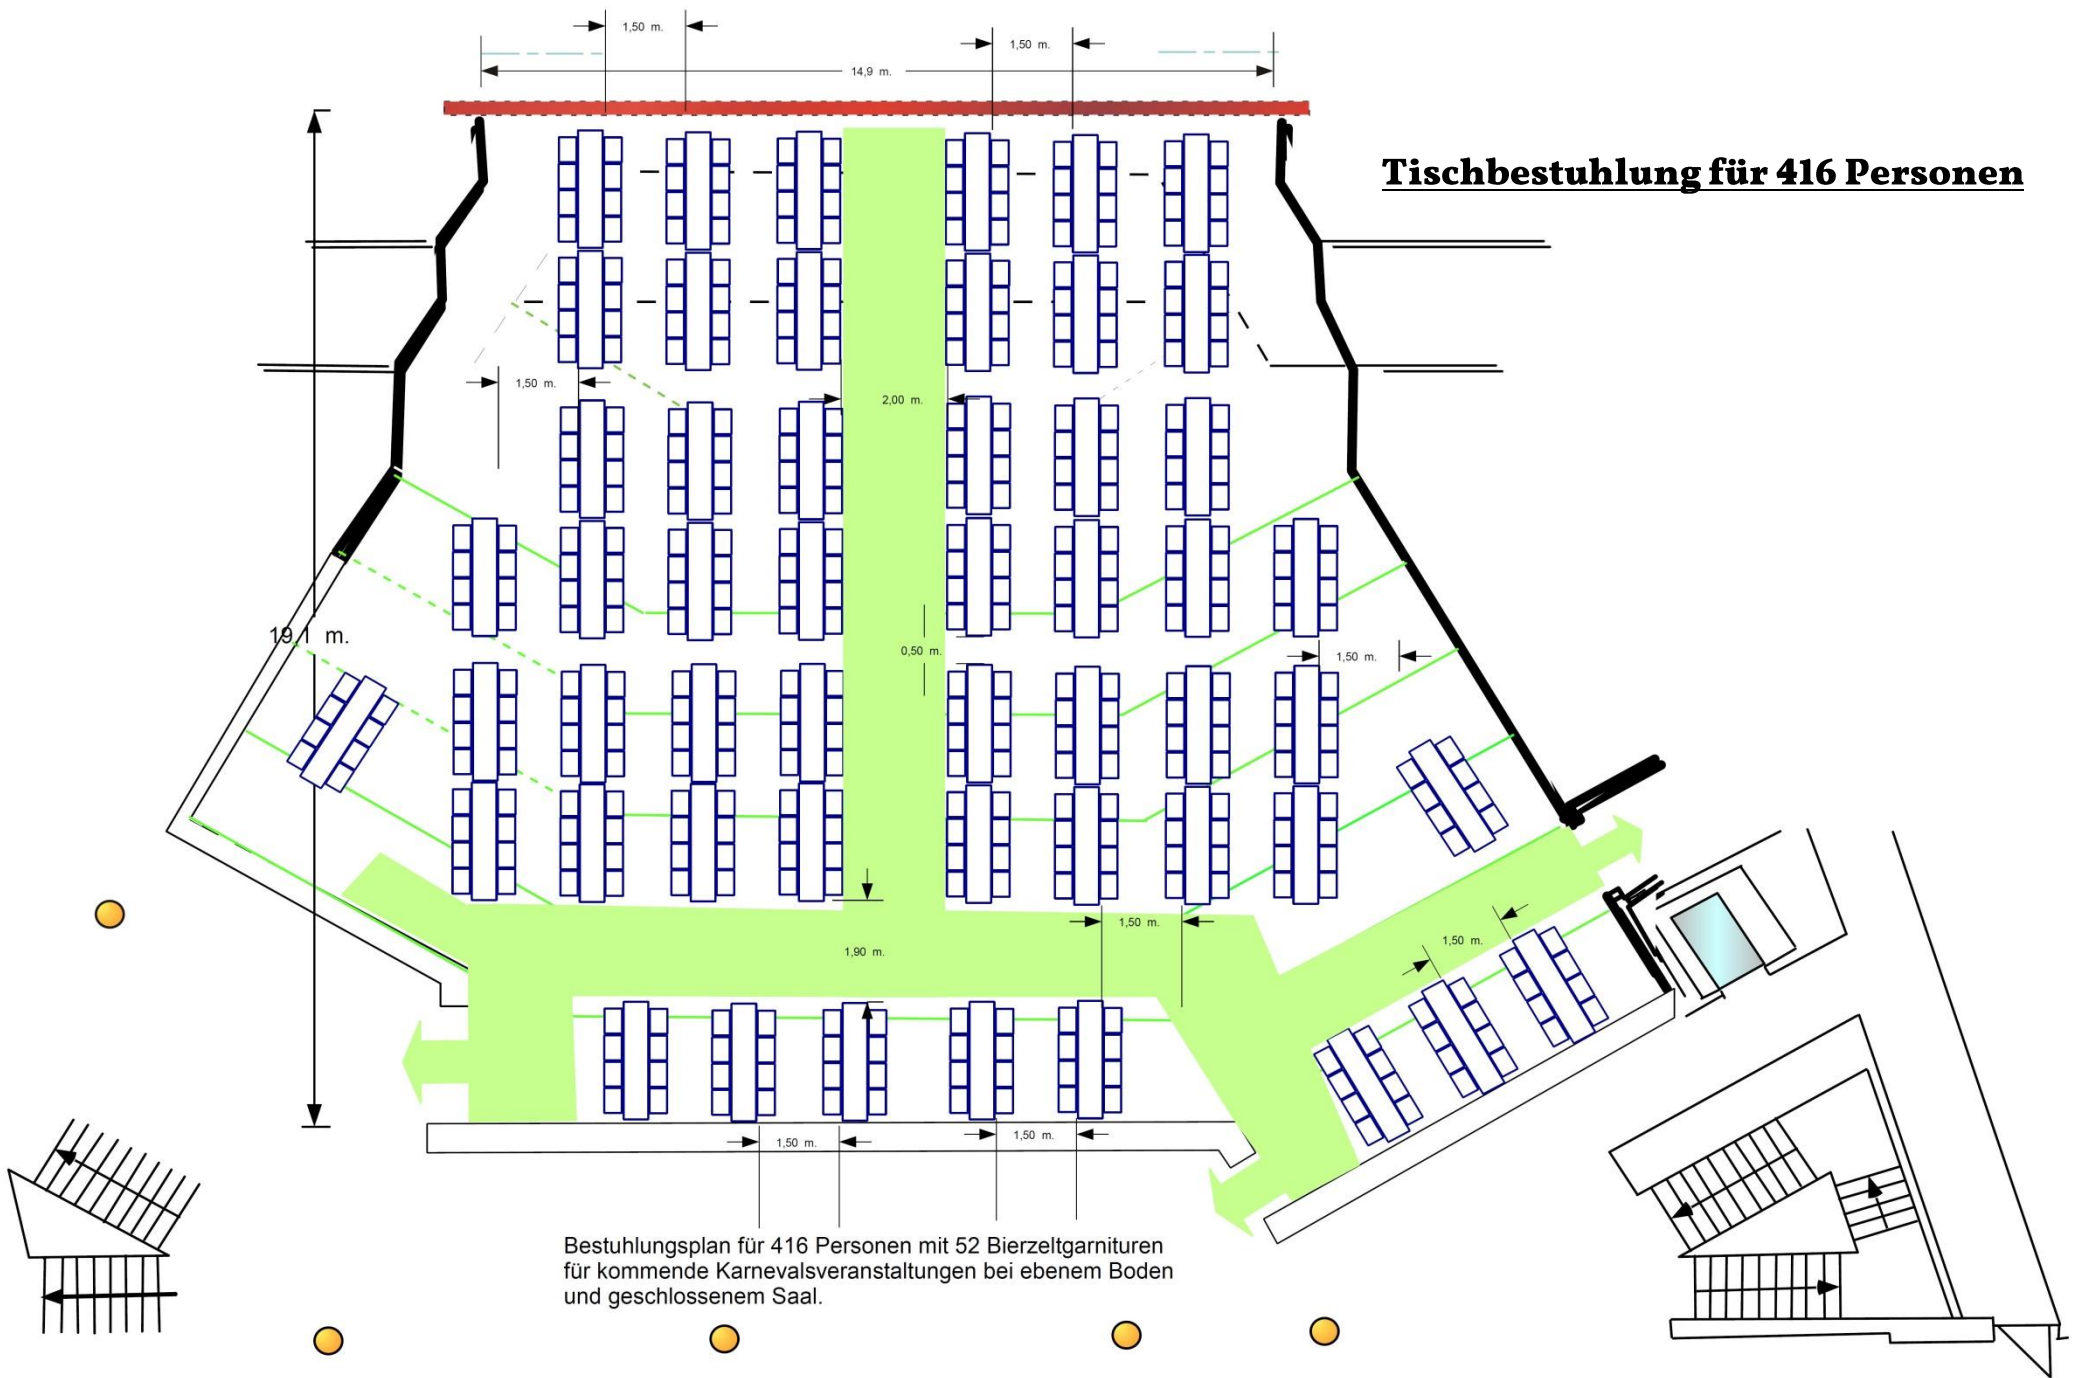 1,50 m.
1,50 m.
14,9 m.
Tischbestuhlung für 416 Personen
1,50 m.
2,00 m.
19,1 m.
0,50 m.
1,50 m.
1,50 m.
1,50 m.
1,90 m.
1,50 m.
1,50 m.
Bestuhlungsplan für 416 Personen mit 52 Bierzeltgarnituren
für kommende Karnevalsveranstaltungen bei ebenem Boden
und geschlossenem Saal.